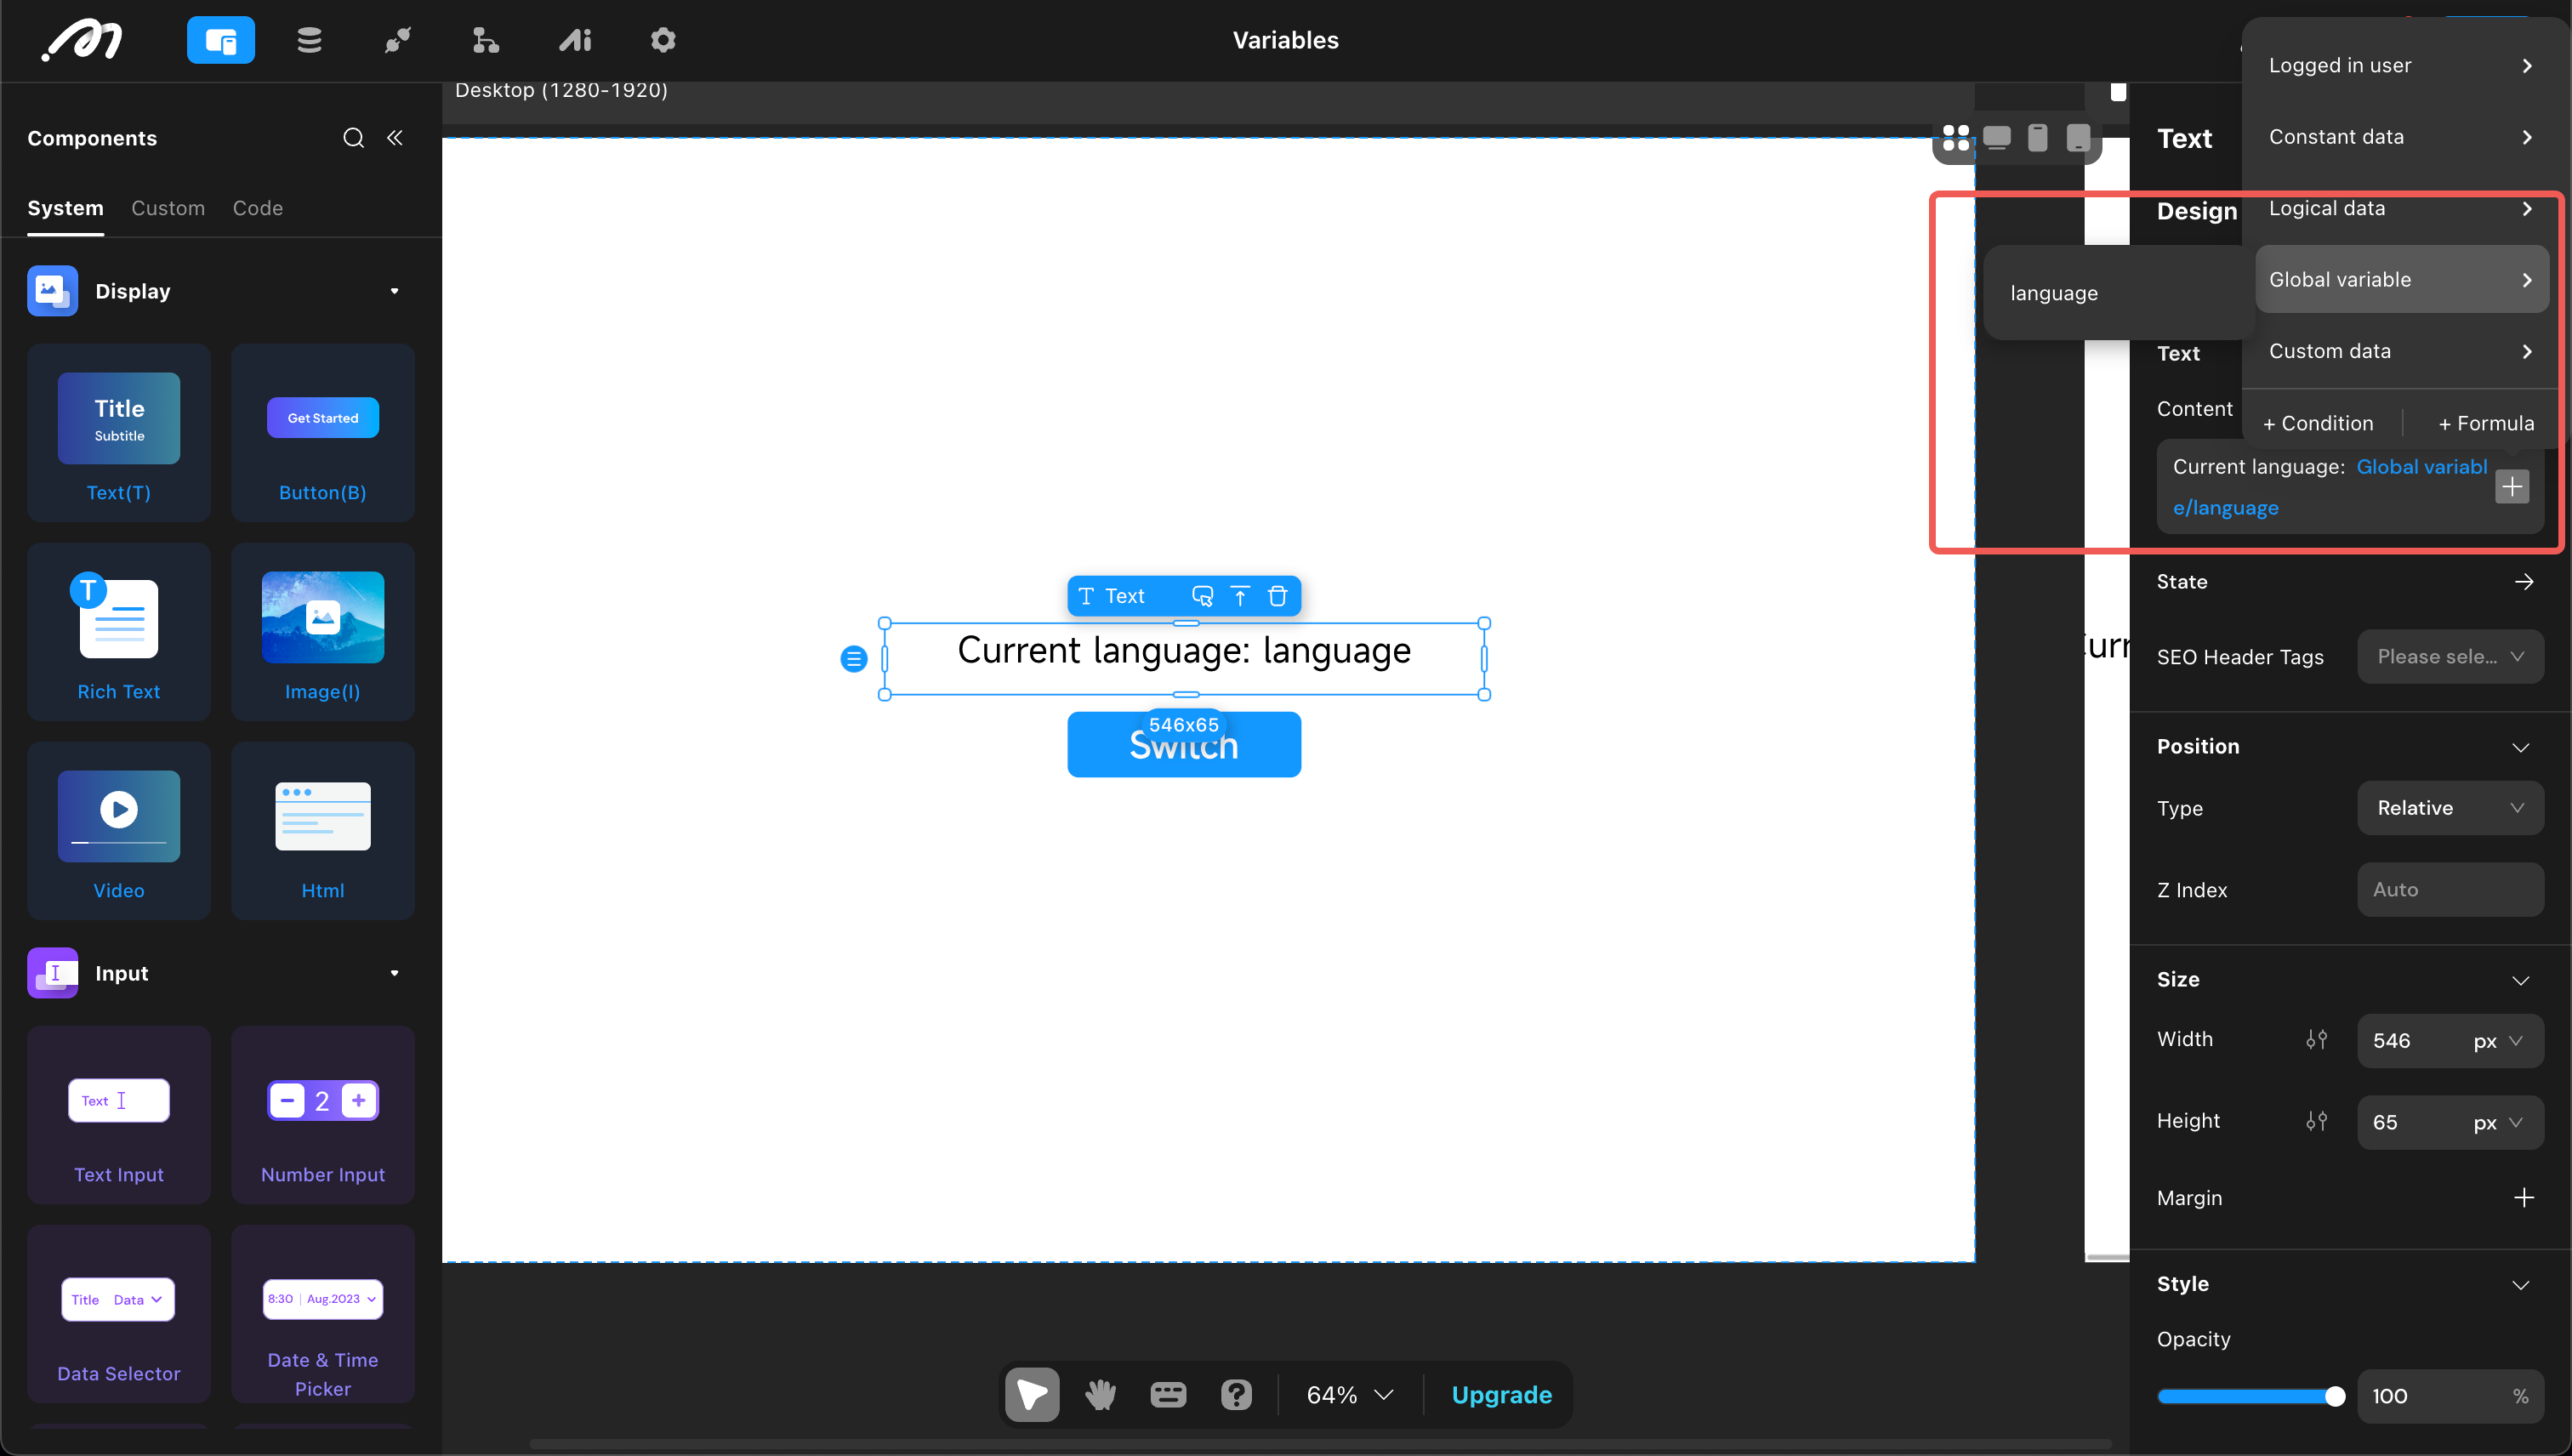 Variables
Desktop (1280-1920)
Components
System
Custom
Code
Display
Title
Subtitle
Text(T)
Get Started
Button(B)
T
Rich Text
Image(I)
Video
Html
Input
Text
Text Input
2
Number Input
Title Data
Data Selector
8:30 Aug.2023
Date & Time
Picker
Text
Current language: language
546x65
Switch
64%
Upgrade
Logged in user
Constant data
Logical data
Global variable
Custom data
+ Condition
+ Formula
language
Text
Design
Text
Content
Current language: Global variabl
e/language
State
SEO Header Tags
Please sele...
Position
Type
Relative
Z Index
Auto
Size
Width
546 px
Height
65 px
Margin
Style
Opacity
100 %